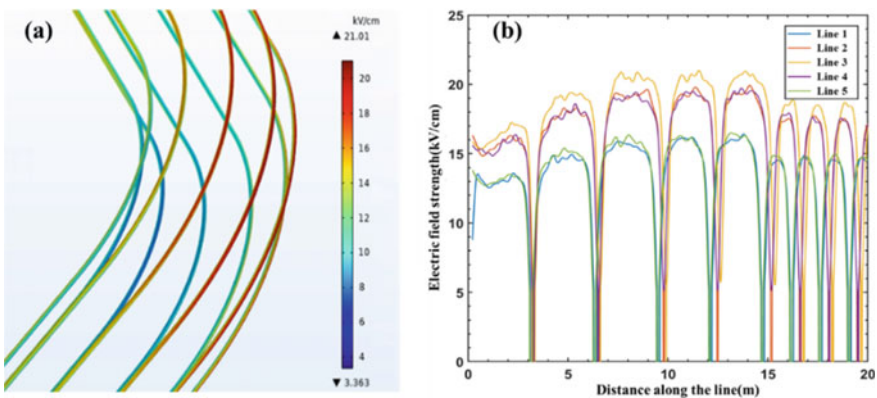 (a)
kV/cm
▲ 21.01
20
18
16
14
12
10
8
6
4
▼ 3.363
(b)
Electric field strength(kV/cm)
25
20
15
10
5
0
0 5 10 15 20
Distance along the line(m)
Line 1
Line 2
Line 3
Line 4
Line 5